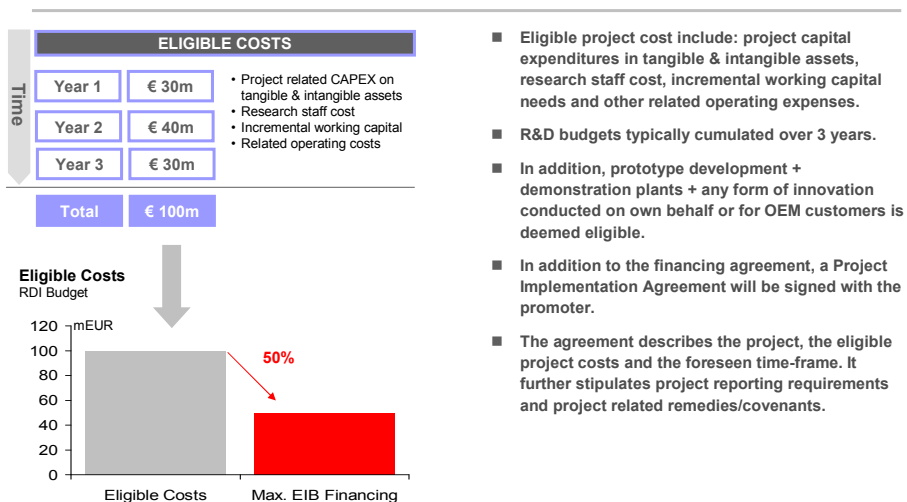 ELIGIBLE COSTS
Time
Year 1
€ 30m
Year 2
€ 40m
Year 3
€ 30m
Total
€ 100m
• Project related CAPEX on
tangible & intangible assets
• Research staff cost
• Incremental working capital
• Related operating costs
Eligible Costs
RDI Budget
mEUR
120
100
80
60
40
20
0
50%
Eligible Costs
Max. EIB Financing
■ Eligible project cost include: project capital
expenditures in tangible & intangible assets,
research staff cost, incremental working capital
needs and other related operating expenses.
■ R&D budgets typically cumulated over 3 years.
■ In addition, prototype development +
demonstration plants + any form of innovation
conducted on own behalf or for OEM customers is
deemed eligible.
■ In addition to the financing agreement, a Project
Implementation Agreement will be signed with the
promoter.
■ The agreement describes the project, the eligible
project costs and the foreseen time-frame. It
further stipulates project reporting requirements
and project related remedies/covenants.